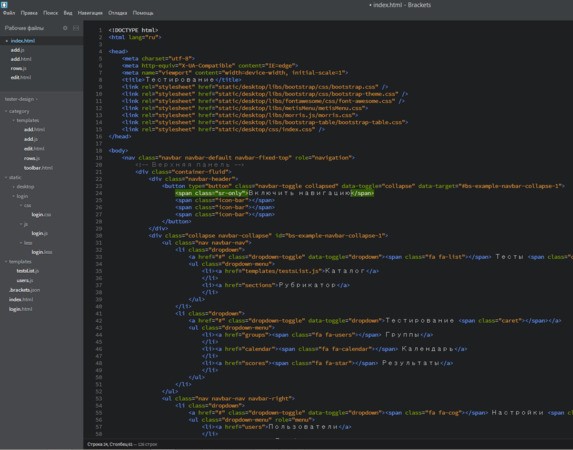 • index.html - Brackets
Файл Правка Поиск Вид Навигация Отладка Помощь
Рабочие файлы
• index.html
add.js
add.html
rows.js
edit.html
tester-design
category
templates
add.html
add.js
edit.html
rows.js
toolbar.html
static
desktop
login
css
login.css
js
login.js
less
login.less
templates
testsList.js
users.js
.brackets.json
index.html
login.html
1 <!DOCTYPE html>
2 <html lang="ru">
3
4 <head>
5 <meta charset="utf-8">
6 <meta http-equiv="X-UA-Compatible" content="IE=edge">
7 <meta name="viewport" content="width=device-width, initial-scale=1">
8 <title>Тестирование</title>
9 <link rel="stylesheet" href="static/desktop/libs/bootstrap/css/bootstrap.css" />
10 <link rel="stylesheet" href="static/desktop/libs/bootstrap/css/bootstrap-theme.css" />
11 <link rel="stylesheet" href="static/desktop/libs/fontawesome/css/font-awesome.css" />
12 <link rel="stylesheet" href="static/desktop/libs/metisMenu/metisMenu.css" />
13 <link rel="stylesheet" href="static/desktop/libs/morris.js/morris.css">
14 <link rel="stylesheet" href="static/desktop/libs/bootstrap-table/bootstrap-table.css">
15 <link rel="stylesheet" href="static/desktop/css/index.css" />
16 </head>
17
18 <body>
19 <nav class="navbar navbar-default navbar-fixed-top" role="navigation">
20 <!-- Верхняя панель -->
21 <div class="container-fluid">
22 <div class="navbar-header">
23 <button type="button" class="navbar-toggle collapsed" data-toggle="collapse" data-target="#bs-example-navbar-collapse-1">
24 <span class="sr-only">Включить навигацию</span>
25 <span class="icon-bar"></span>
26 <span class="icon-bar"></span>
27 <span class="icon-bar"></span>
28 </button>
29 </div>
30 <div class="collapse navbar-collapse" id="bs-example-navbar-collapse-1">
31 <ul class="nav navbar-nav">
32 <li class="dropdown">
33 <a href="#" class="dropdown-toggle" data-toggle="dropdown"><span class="fa fa-list"></span> Тесты <span class="c
34 <ul class="dropdown-menu">
35 <li><a href="templates/testsList.js">Каталог</a>
36 </li>
37 <li><a href="sections">Рубрикатор</a>
38 </li>
39 </ul>
40 </li>
41 <li class="dropdown">
42 <a href="#" class="dropdown-toggle" data-toggle="dropdown">Тестирование <span class="caret"></span></a>
43 <ul class="dropdown-menu">
44 <li><a href="groups"><span class="fa fa-users"></span> Группы</a>
45 </li>
46 <li><a href="calendar"><span class="fa fa-calendar"></span> Календарь</a>
47 </li>
48 <li><a href="scores"><span class="fa fa-star"></span> Результаты</a>
49 </li>
50 </ul>
51 </li>
52 </ul>
53 <ul class="nav navbar-nav navbar-right">
54 <li class="dropdown">
55 <a href="#" class="dropdown-toggle" data-toggle="dropdown"><span class="fa fa-cog"></span> Настройки <span
56 <ul class="dropdown-menu" role="menu">
57 <li><a href="users">Пользователи</a>
58 </li>